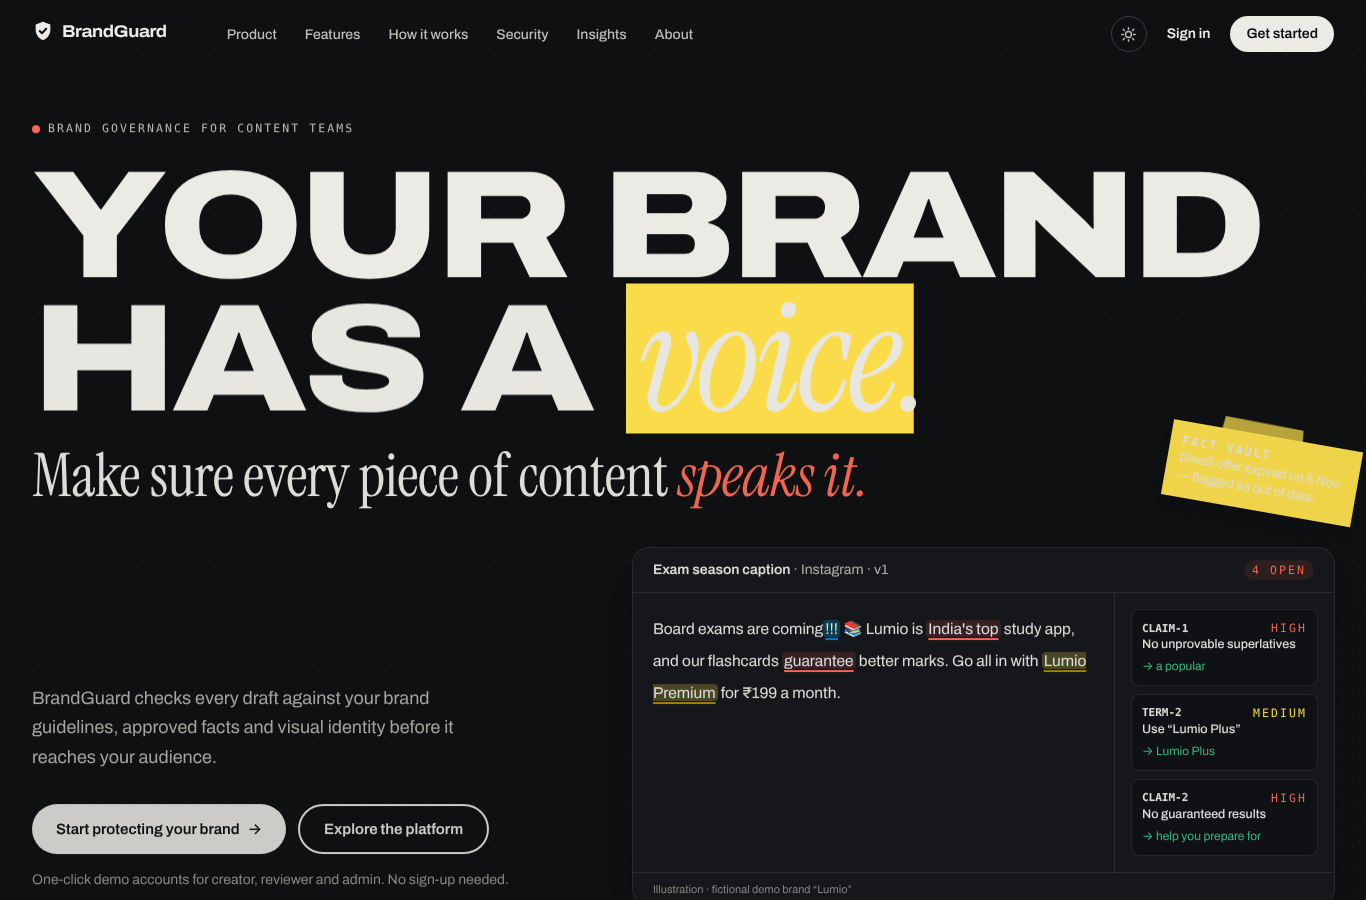 BrandGuard
Product Features How it works Security Insights About
Sign in Get started
BRAND GOVERNANCE FOR CONTENT TEAMS
YOUR BRAND
HAS A voice.
Make sure every piece of content speaks it.
FACT VAULT
Diwali offer expired on 5 Nov
— flagged as out of date
Exam season caption · Instagram · v1
4 OPEN
Board exams are coming!!! 📚 Lumio is India's top study app,
and our flashcards guarantee better marks. Go all in with Lumio
Premium for ₹199 a month.
CLAIM-1 HIGH
No unprovable superlatives
→ a popular
TERM-2 MEDIUM
Use “Lumio Plus”
→ Lumio Plus
CLAIM-2 HIGH
No guaranteed results
→ help you prepare for
Illustration · fictional demo brand “Lumio”
BrandGuard checks every draft against your brand
guidelines, approved facts and visual identity before it
reaches your audience.
Start protecting your brand →
Explore the platform
One-click demo accounts for creator, reviewer and admin. No sign-up needed.